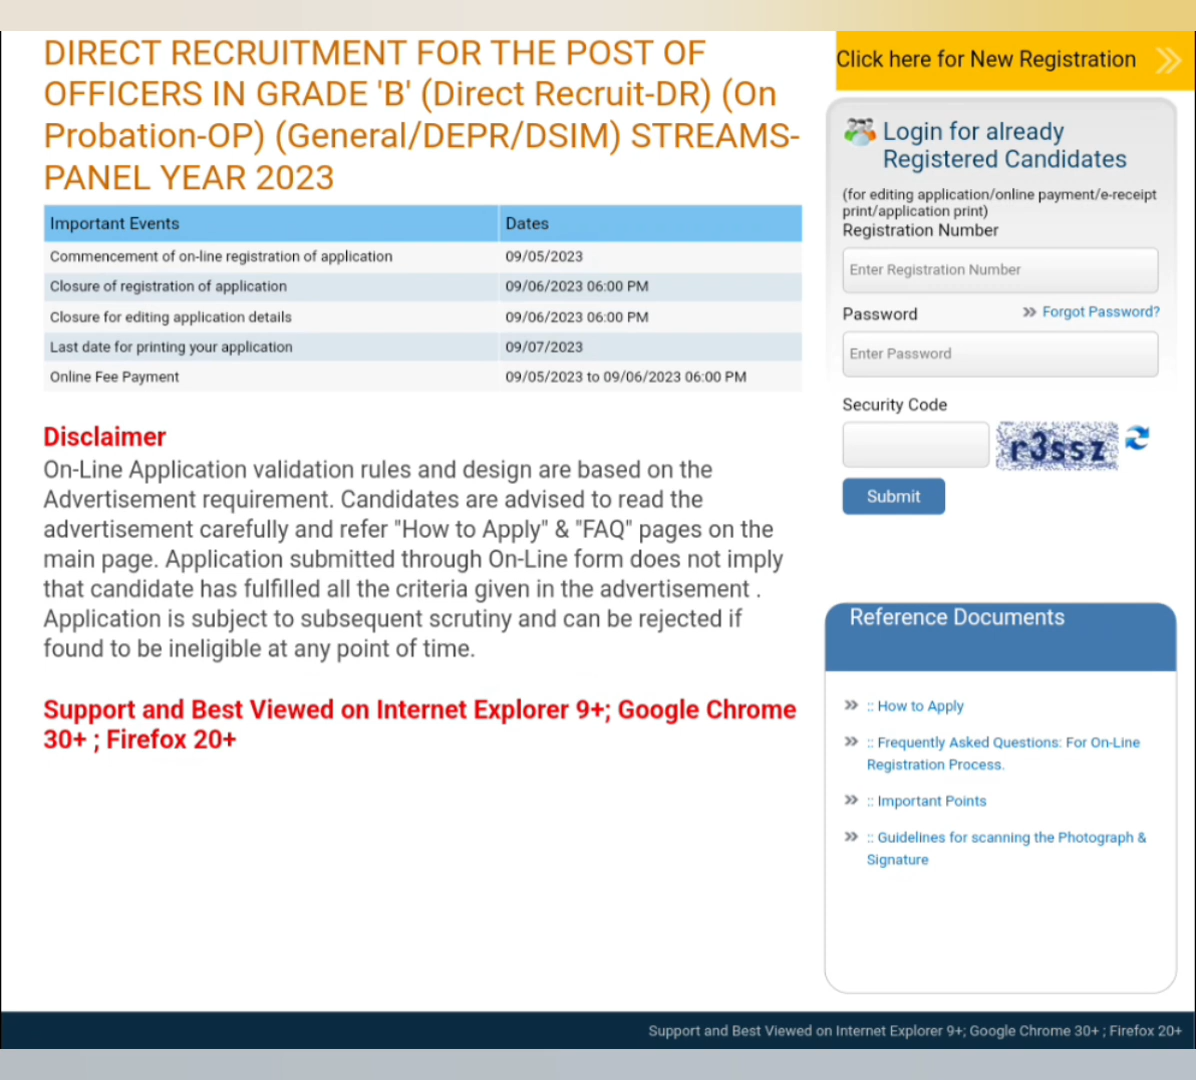 DIRECT RECRUITMENT FOR THE POST OF
OFFICERS IN GRADE 'B' (Direct Recruit-DR) (On
Probation-OP) (General/DEPR/DSIM) STREAMS-
PANEL YEAR 2023
Important Events Dates
Commencement of on-line registration of application 09/05/2023
Closure of registration of application 09/06/2023 06:00 PM
Closure for editing application details 09/06/2023 06:00 PM
Last date for printing your application 09/07/2023
Online Fee Payment 09/05/2023 to 09/06/2023 06:00 PM
Disclaimer
On-Line Application validation rules and design are based on the
Advertisement requirement. Candidates are advised to read the
advertisement carefully and refer "How to Apply" & "FAQ" pages on the
main page. Application submitted through On-Line form does not imply
that candidate has fulfilled all the criteria given in the advertisement .
Application is subject to subsequent scrutiny and can be rejected if
found to be ineligible at any point of time.
Support and Best Viewed on Internet Explorer 9+; Google Chrome
30+ ; Firefox 20+
Click here for New Registration
Login for already
Registered Candidates
(for editing application/online payment/e-receipt
print/application print)
Registration Number
Enter Registration Number
Password » Forgot Password?
Enter Password
Security Code
r3ssz
Submit
Reference Documents
» :: How to Apply
» :: Frequently Asked Questions: For On-Line
Registration Process.
» :: Important Points
» :: Guidelines for scanning the Photograph &
Signature
Support and Best Viewed on Internet Explorer 9+; Google Chrome 30+ ; Firefox 20+